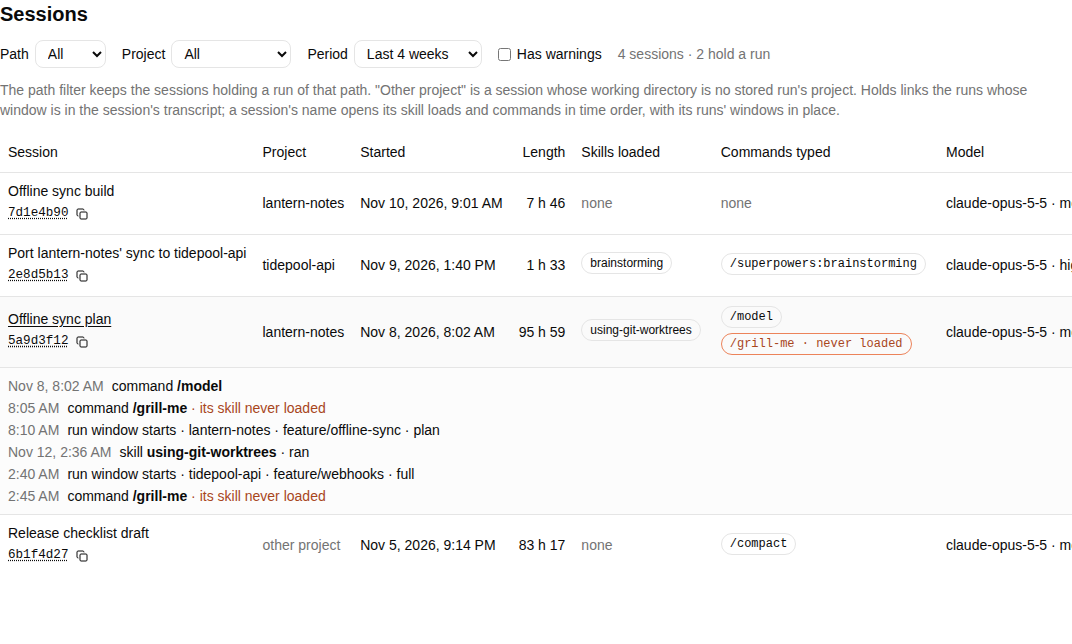 Sessions
Path All Project All Period Last 4 weeks Has warnings 4 sessions · 2 hold a run
The path filter keeps the sessions holding a run of that path. "Other project" is a session whose working directory is no stored run's project. Holds links the runs whose
window is in the session's transcript; a session's name opens its skill loads and commands in time order, with its runs' windows in place.
Session Project Started Length Skills loaded Commands typed Model
Offline sync build
7d1e4b90
lantern-notes Nov 10, 2026, 9:01 AM 7 h 46 none none claude-opus-5-5 ·
Port lantern-notes' sync to tidepool-api
2e8d5b13
tidepool-api Nov 9, 2026, 1:40 PM 1 h 33 brainstorming /superpowers:brainstorming claude-opus-5-5 ·
Offline sync plan
5a9d3f12
lantern-notes Nov 8, 2026, 8:02 AM 95 h 59 using-git-worktrees /model claude-opus-5-5 ·
/grill-me · never loaded
Nov 8, 8:02 AM command /model
8:05 AM command /grill-me · its skill never loaded
8:10 AM run window starts · lantern-notes · feature/offline-sync · plan
Nov 12, 2:36 AM skill using-git-worktrees · ran
2:40 AM run window starts · tidepool-api · feature/webhooks · full
2:45 AM command /grill-me · its skill never loaded
Release checklist draft
6b1f4d27
other project Nov 5, 2026, 9:14 PM 83 h 17 none /compact claude-opus-5-5 ·